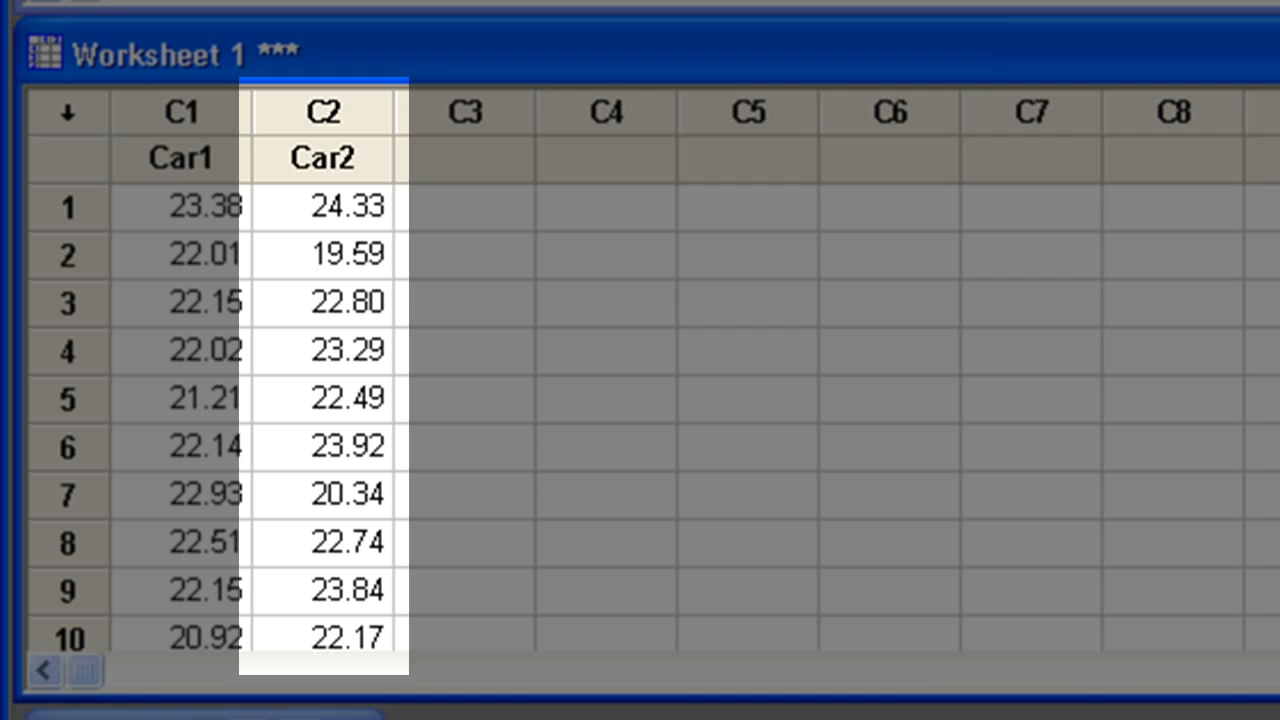 Worksheet 1 ***
↓ C1 C2 C3 C4 C5 C6 C7 C8
Car1 Car2
1 23.38 24.33
2 22.01 19.59
3 22.15 22.80
4 22.02 23.29
5 21.21 22.49
6 22.14 23.92
7 22.93 20.34
8 22.51 22.74
9 22.15 23.84
10 20.92 22.17